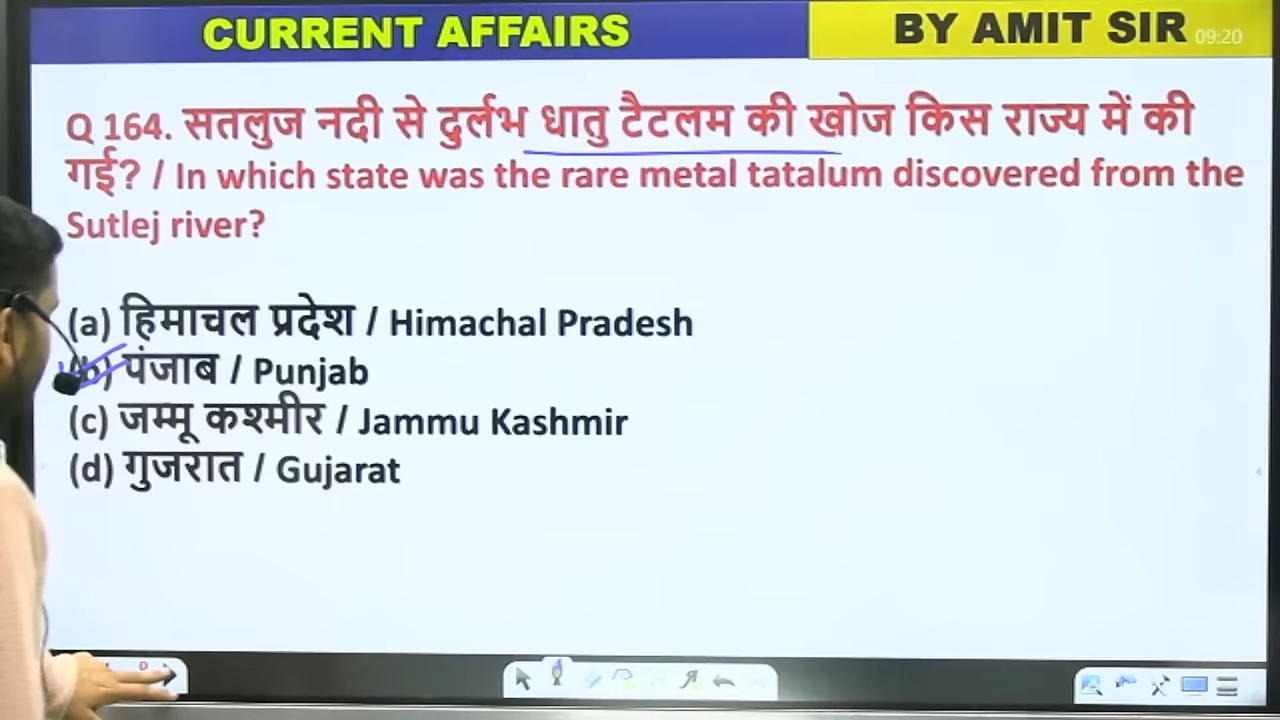 CURRENT AFFAIRS
BY AMIT SIR
09:20
Q 164. सतलुज नदी से दुर्लभ धातु टैटलम की खोज किस राज्य में की
गई? / In which state was the rare metal tatalum discovered from the
Sutlej river?
(a) हिमाचल प्रदेश / Himachal Pradesh
(b) पंजाब / Punjab
(c) जम्मू कश्मीर / Jammu Kashmir
(d) गुजरात / Gujarat